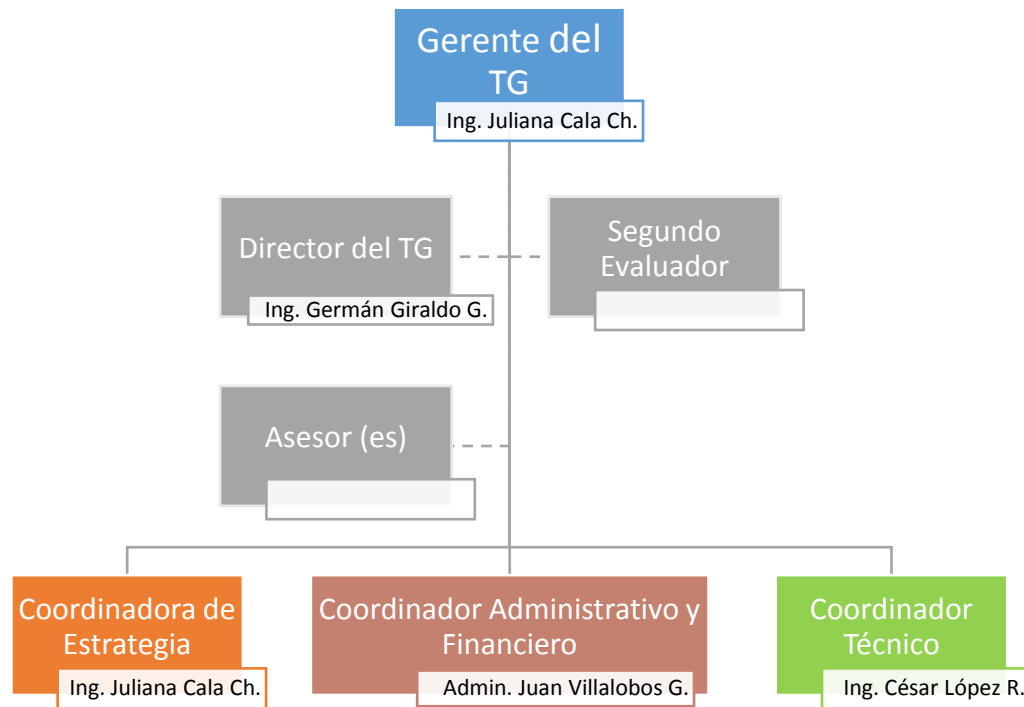 Gerente del
TG
Ing. Juliana Cala Ch.
Director del TG
Ing. Germán Giraldo G.
Segundo
Evaluador
Asesor (es)
Coordinadora de
Estrategia
Ing. Juliana Cala Ch.
Coordinador Administrativo y
Financiero
Admin. Juan Villalobos G.
Coordinador
Técnico
Ing. César López R.